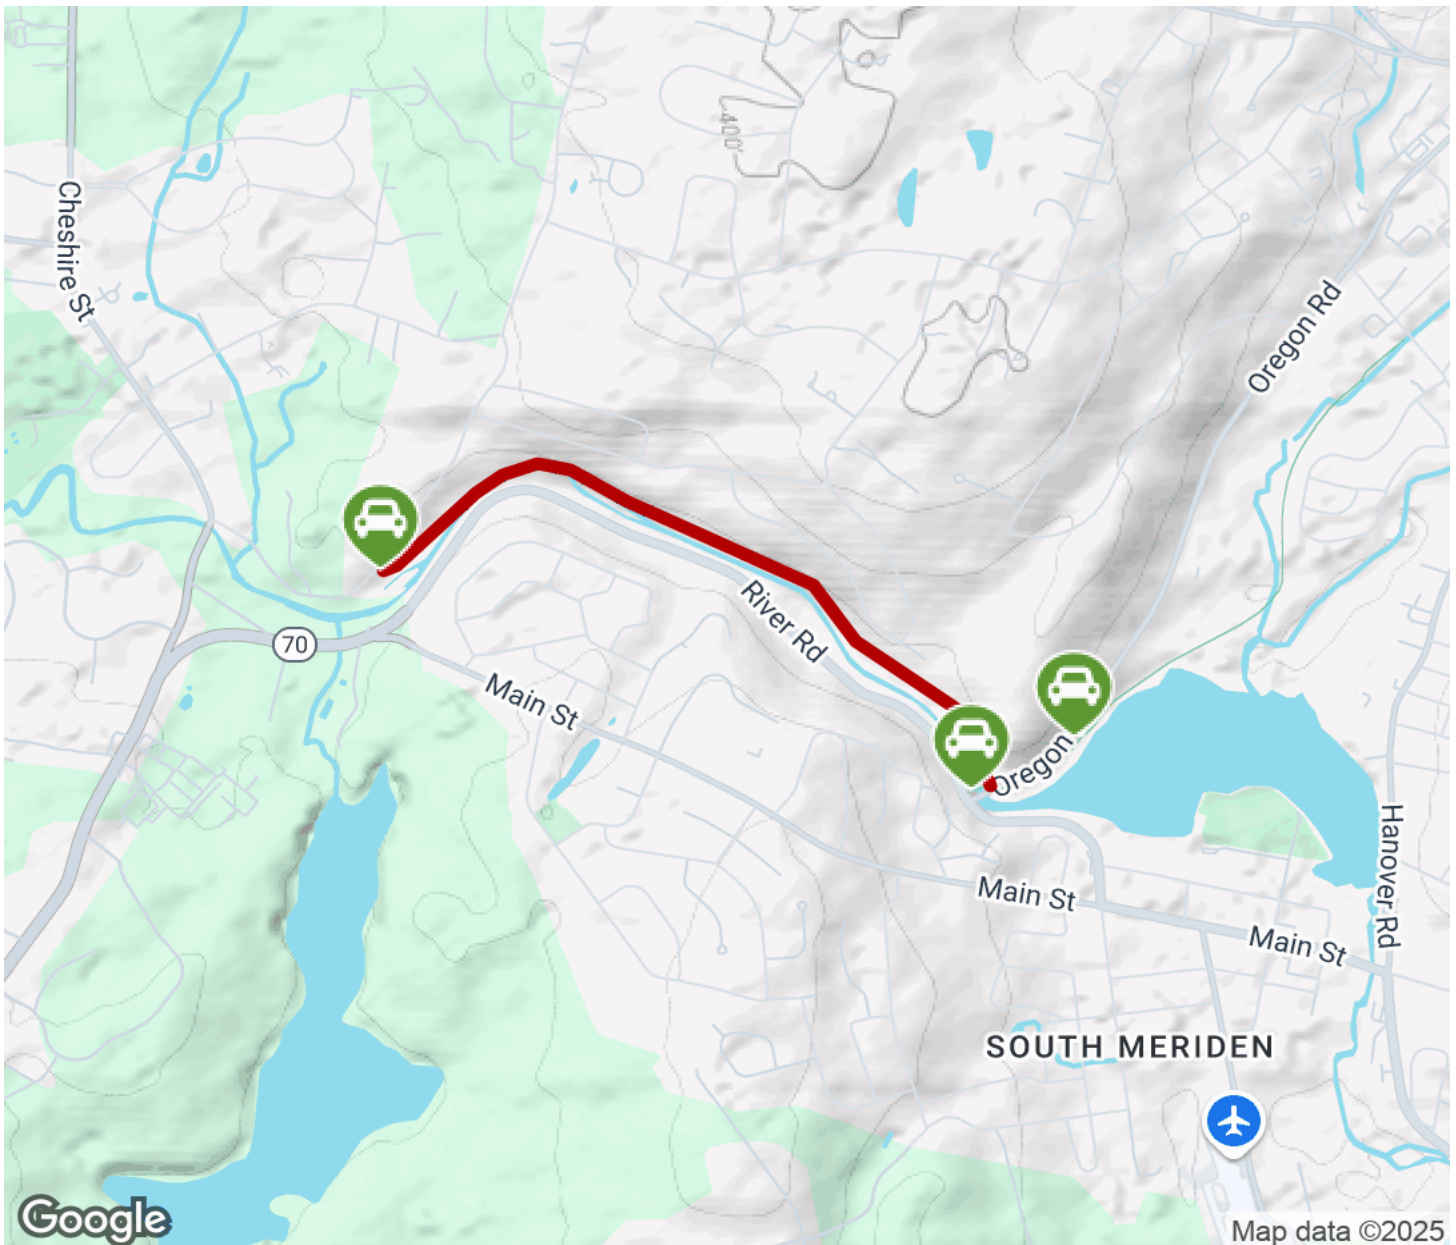 -400'
Cheshire St
Oregon Rd
River Rd
70
Main St
Oregon
Main St
Hanover Rd
Main St
SOUTH MERIDEN
Google
Map data ©2025